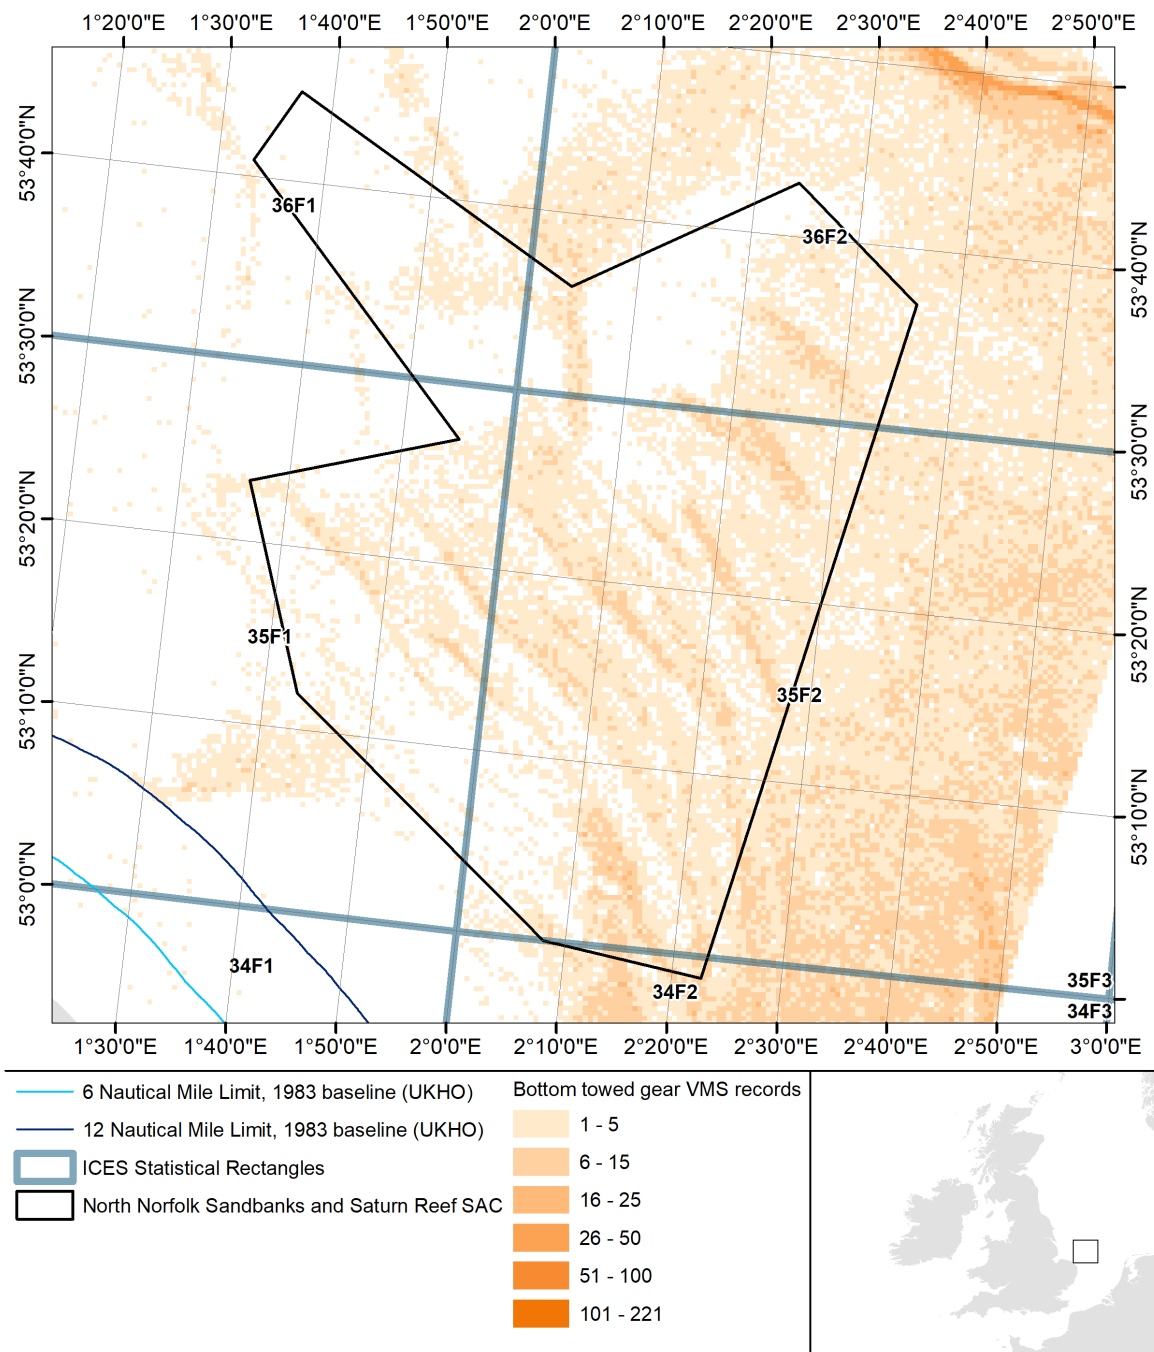 1°20'0"E 1°30'0"E 1°40'0"E 1°50'0"E 2°0'0"E 2°10'0"E 2°20'0"E 2°30'0"E 2°40'0"E 2°50'0"E
53°40'0"N
36F1
36F2
53°40'0"N
53°30'0"N
53°30'0"N
53°20'0"N
53°20'0"N
35F1
35F2
53°10'0"N
53°10'0"N
53°0'0"N
34F1
34F2
35F3
34F3
1°30'0"E 1°40'0"E 1°50'0"E 2°0'0"E 2°10'0"E 2°20'0"E 2°30'0"E 2°40'0"E 2°50'0"E 3°0'0"E
6 Nautical Mile Limit, 1983 baseline (UKHO)
12 Nautical Mile Limit, 1983 baseline (UKHO)
ICES Statistical Rectangles
North Norfolk Sandbanks and Saturn Reef SAC
Bottom towed gear VMS records
1 - 5
6 - 15
16 - 25
26 - 50
51 - 100
101 - 221